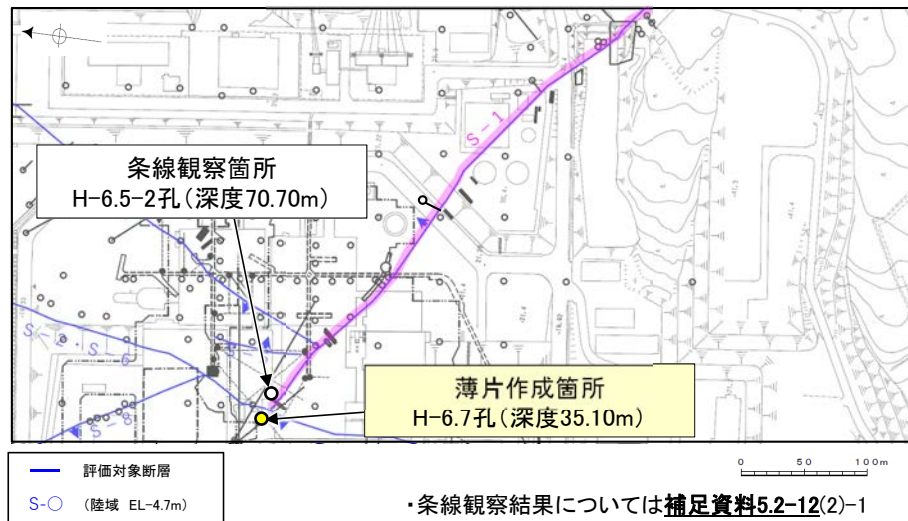 S-1
条線観察箇所
H-6.5-2孔(深度70.70m)
S-2・S-6
S-8
薄片作成箇所
H-6.7孔(深度35.10m)
評価対象断層
S-○ (陸域 EL-4.7m)
0 50 100m
・条線観察結果については補足資料5.2-12(2)-1